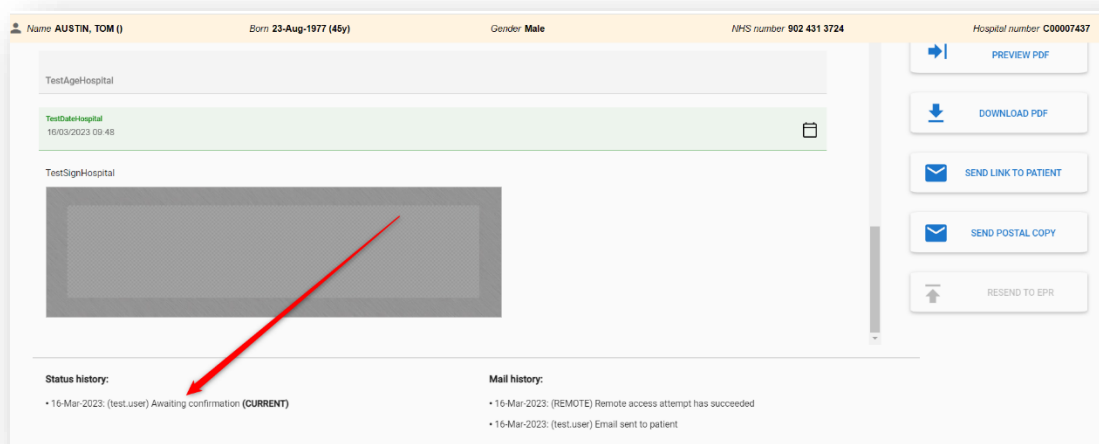 Name AUSTIN, TOM () Born 23-Aug-1977 (45y) Gender Male NHS number 902 431 3724 Hospital number C00007437
PREVIEW PDF
TestAgeHospital
DOWNLOAD PDF
TestDateHospital
16/03/2023 09:48
TestSignHospital
SEND LINK TO PATIENT
SEND POSTAL COPY
RESEND TO EPR
Status history:
• 16-Mar-2023: (test.user) Awaiting confirmation (CURRENT)
Mail history:
• 16-Mar-2023: (REMOTE) Remote access attempt has succeeded
• 16-Mar-2023: (test.user) Email sent to patient